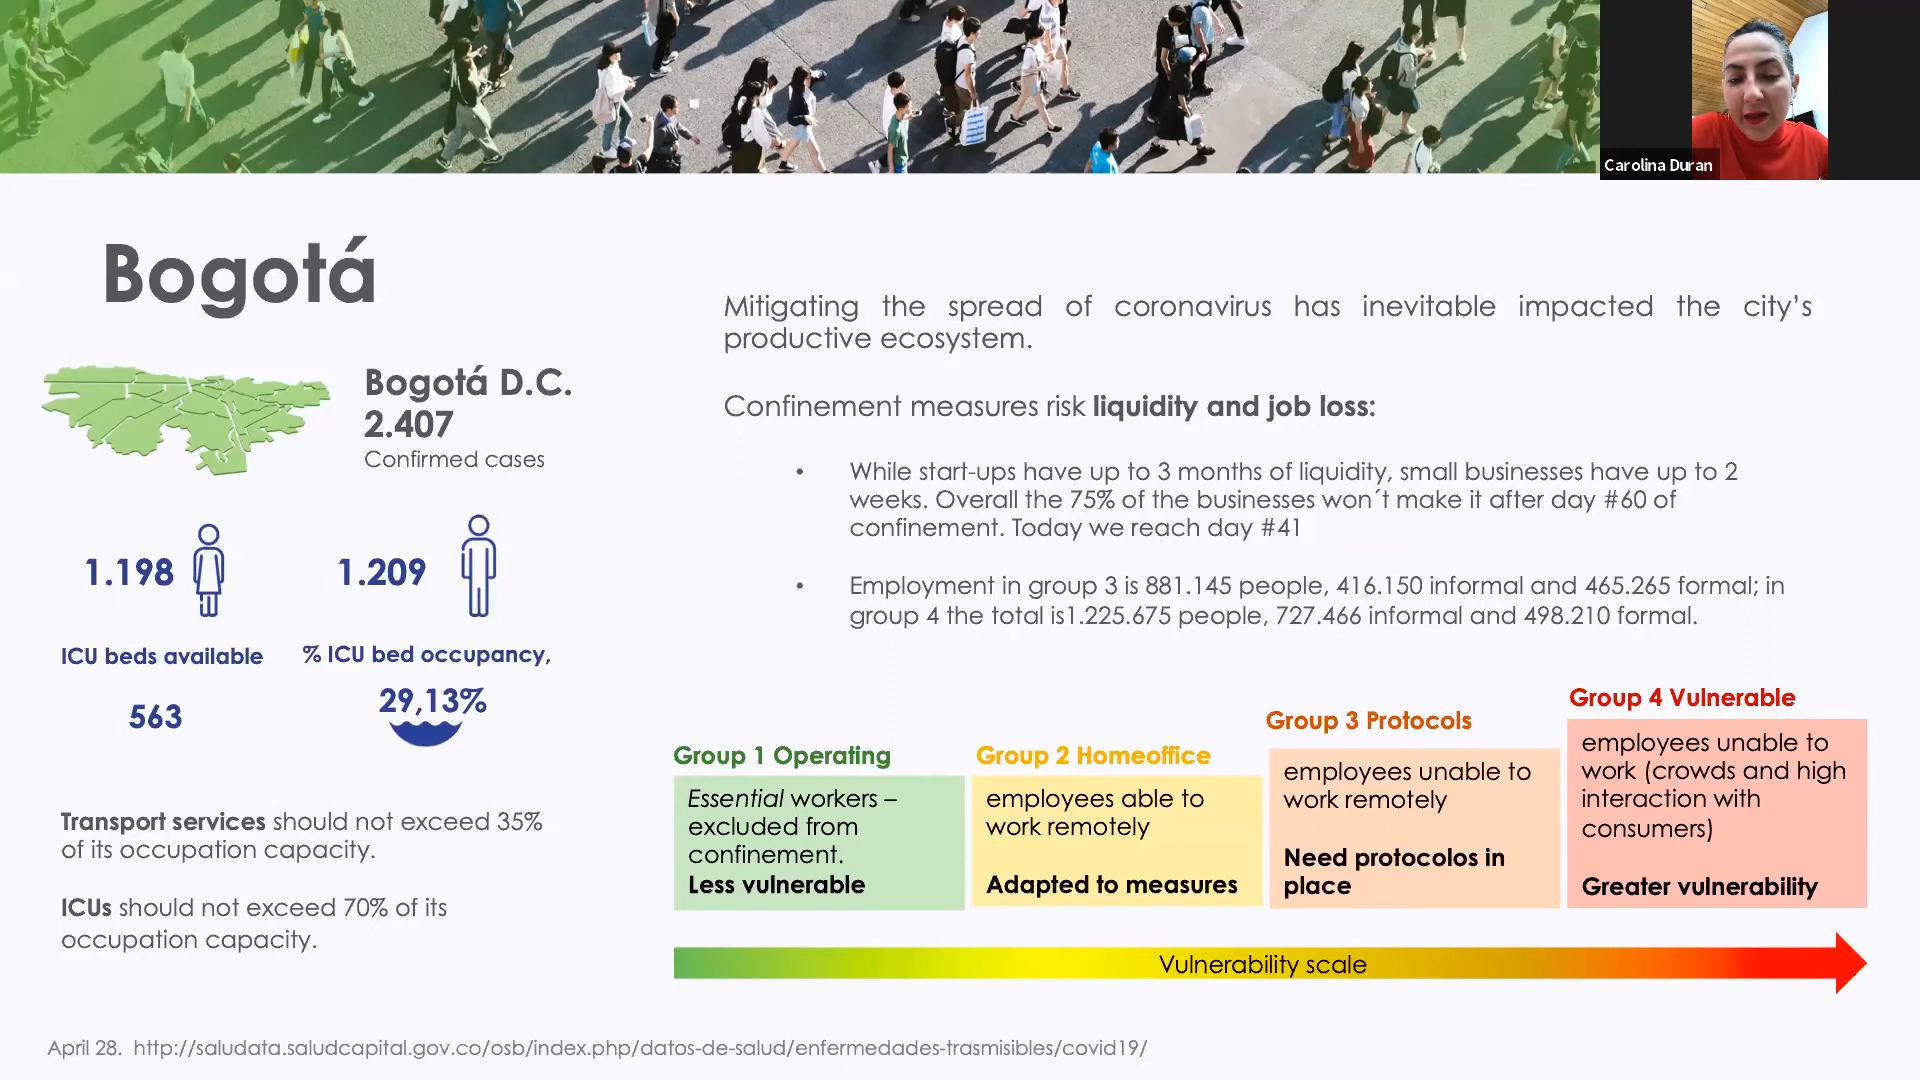 Carolina Duran
Bogotá
Bogotá D.C.
2.407
Confirmed cases
1.198
1.209
ICU beds available
% ICU bed occupancy,
563
29,13%
Transport services should not exceed 35%
of its occupation capacity.
ICUs should not exceed 70% of its
occupation capacity.
Mitigating the spread of coronavirus has inevitable impacted the city's
productive ecosystem.
Confinement measures risk liquidity and job loss:
• While start-ups have up to 3 months of liquidity, small businesses have up to 2
weeks. Overall the 75% of the businesses won´t make it after day #60 of
confinement. Today we reach day #41
• Employment in group 3 is 881.145 people, 416.150 informal and 465.265 formal; in
group 4 the total is1.225.675 people, 727.466 informal and 498.210 formal.
Group 1 Operating
Essential workers –
excluded from
confinement.
Less vulnerable
Group 2 Homeoffice
employees able to
work remotely
Adapted to measures
Group 3 Protocols
employees unable to
work remotely
Need protocolos in
place
Group 4 Vulnerable
employees unable to
work (crowds and high
interaction with
consumers)
Greater vulnerability
Vulnerability scale
April 28. http://saludata.saludcapital.gov.co/osb/index.php/datos-de-salud/enfermedades-trasmisibles/covid19/